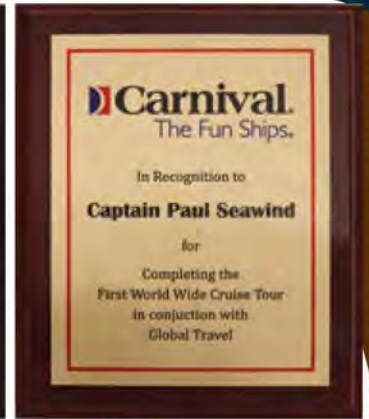 Carnival.
The Fun Ships.
In Recognition to
Captain Paul Seawind
for
Completing the
First World Wide Cruise Tour
in conjuction with
Global Travel